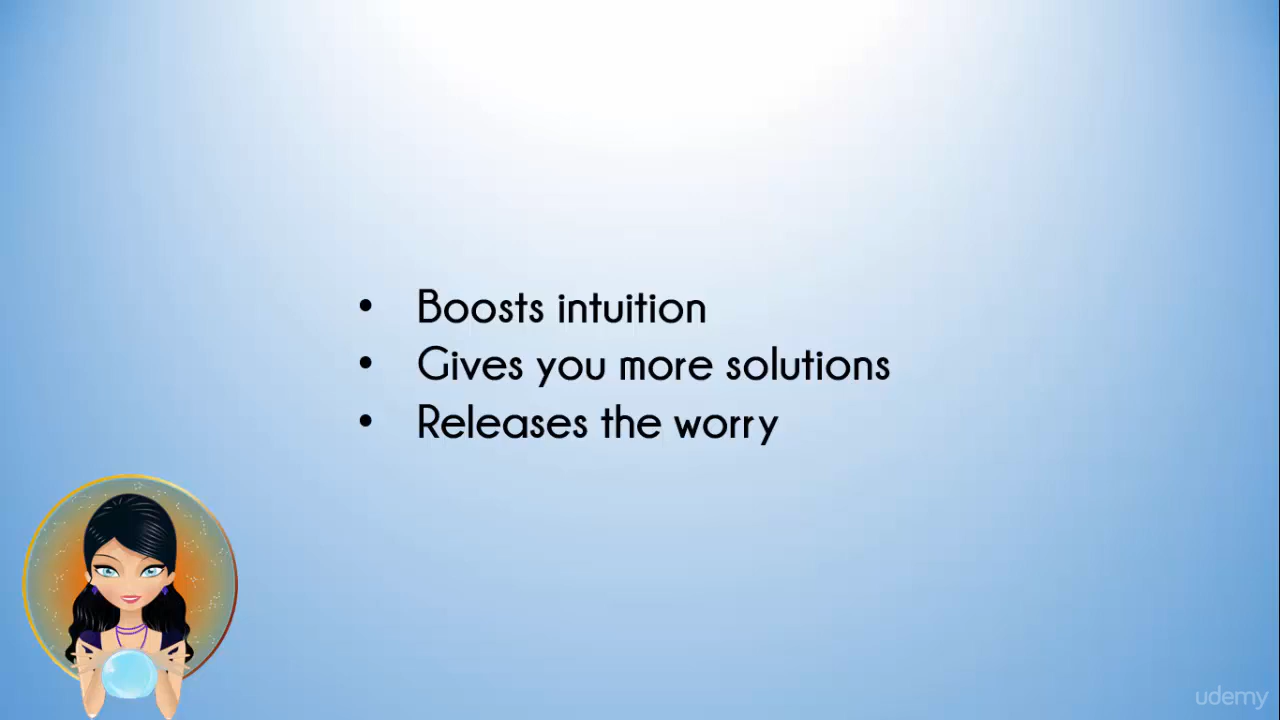 • Boosts intuition
• Gives you more solutions
• Releases the worry
udemy